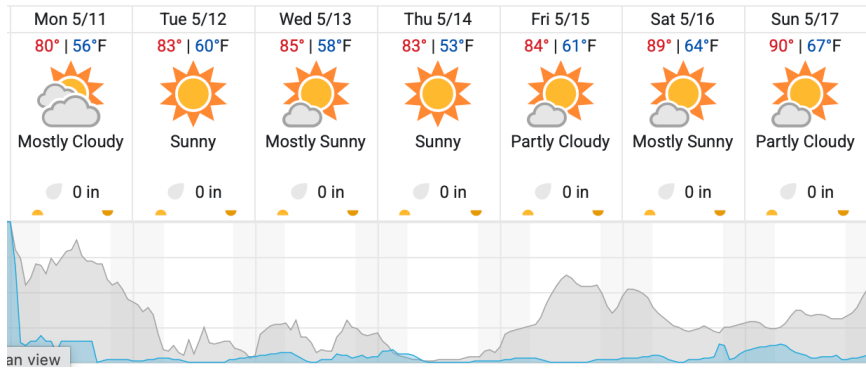 Mon 5/11 Tue 5/12 Wed 5/13 Thu 5/14 Fri 5/15 Sat 5/16 Sun 5/17
80° | 56°F 83° | 60°F 85° | 58°F 83° | 53°F 84° | 61°F 89° | 64°F 90° | 67°F
Mostly Cloudy Sunny Mostly Sunny Sunny Partly Cloudy Mostly Sunny Partly Cloudy
0 in 0 in 0 in 0 in 0 in 0 in 0 in
an view